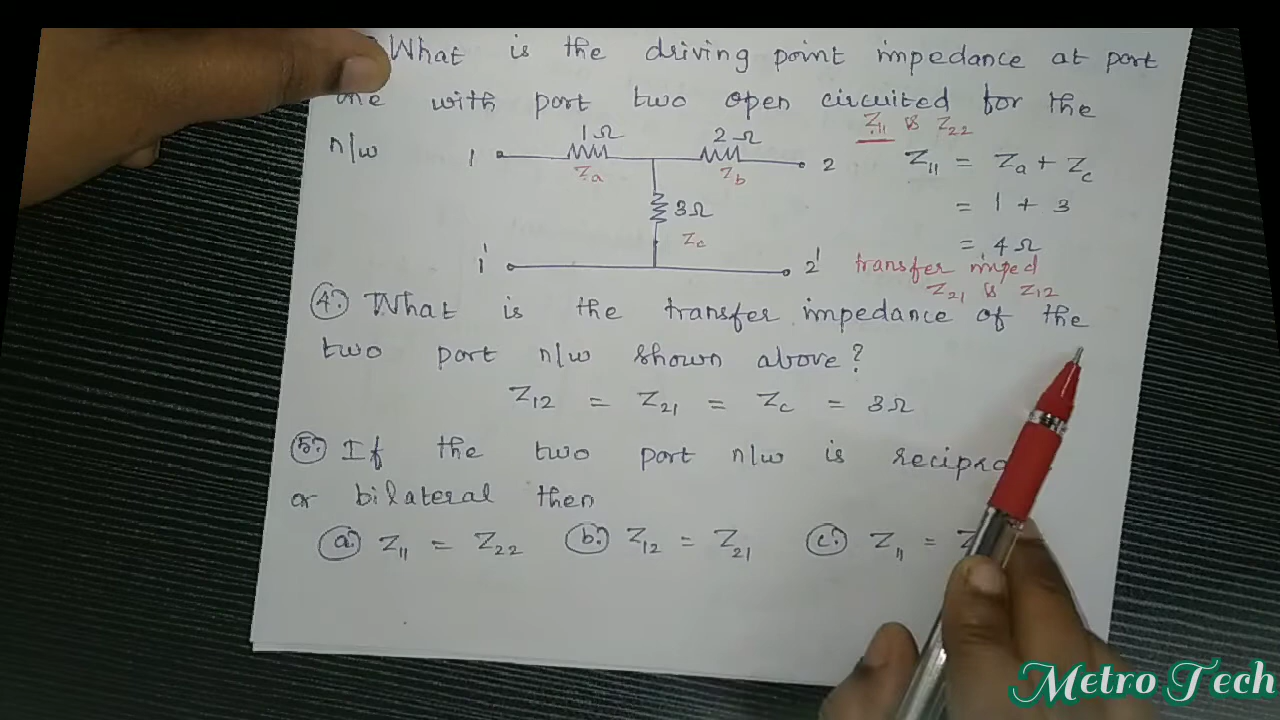 What is the driving point impedance at port
one with port two open circuited for the
n/w
Z11 & Z22
1Ω
2Ω
1
Za
Zb
2
Z11 = Za + Zc
= 1 + 3
= 4Ω
3Ω
Zc
1'
2'
transfer imped
Z21 & Z12
4. What is the transfer impedance of the
two port n/w shown above?
Z12 = Z21 = Zc = 3Ω
5. If the two port n/w is
or bilateral then
a. Z11 = Z22 b. Z12 = Z21 c. Z11 =
Metro Tech